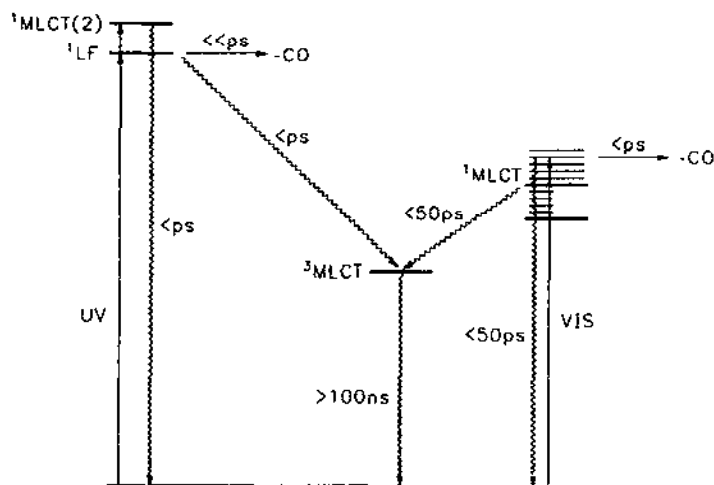 ¹MLCT(2)
¹LF
<<ps
-CO
<ps
<ps
-CO
¹MLCT
<50ps
<ps
³MLCT
UV
<50ps
VIS
>100ns